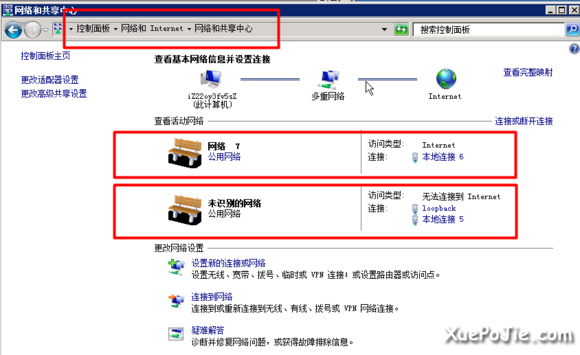 网络和共享中心
控制面板 网络和 Internet 网络和共享中心
搜索控制面板
控制面板主页
更改适配器设置
更改高级共享设置
查看基本网络信息并设置连接
查看完整映射
iZ22oy3fv5sZ
(此计算机)
多重网络
Internet
查看活动网络
连接或断开连接
网络 7
公用网络
访问类型: Internet
连接: 本地连接 6
未识别的网络
公用网络
访问类型: 无法连接到 Internet
连接: loopback
本地连接 5
更改网络设置
设置新的连接或网络
设置无线、宽带、拨号、临时或 VPN 连接；或设置路由器或访问点。
连接到网络
连接到或重新连接到无线、有线、拨号或 VPN 网络连接。
疑难解答
诊断并修复网络问题，或获得故障排除信息。
XuePoJie.com